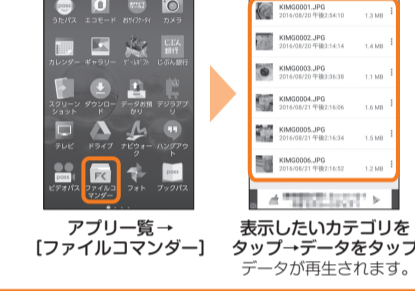 pass
うたパス エコモード おサイフケータイ カメラ
カレンダー ギャラリー じぶん銀行
スクリーンショット ダウンロード データお預かり デジラアプリ
テレビ ドライブ ナビウォーク ハングアウト
pass FC pass
ビデオパス ファイルコマンダー フォト ブックパス
アプリ一覧→
[ファイルコマンダー]
KIMG0001.JPG
2016/08/20 午後2:54:10 1.3 MB
KIMG0002.JPG
2016/08/20 午後3:14:14 1.4 MB
KIMG0003.JPG
2016/08/20 午後3:36:38 1.1 MB
KIMG0004.JPG
2016/08/21 午後2:16:06 1.6 MB
KIMG0005.JPG
2016/08/21 午後2:16:34 1.5 MB
KIMG0006.JPG
2016/08/21 午後2:16:52 1.2 MB
表示したいカテゴリを
タップ→データをタップ
データが再生されます。